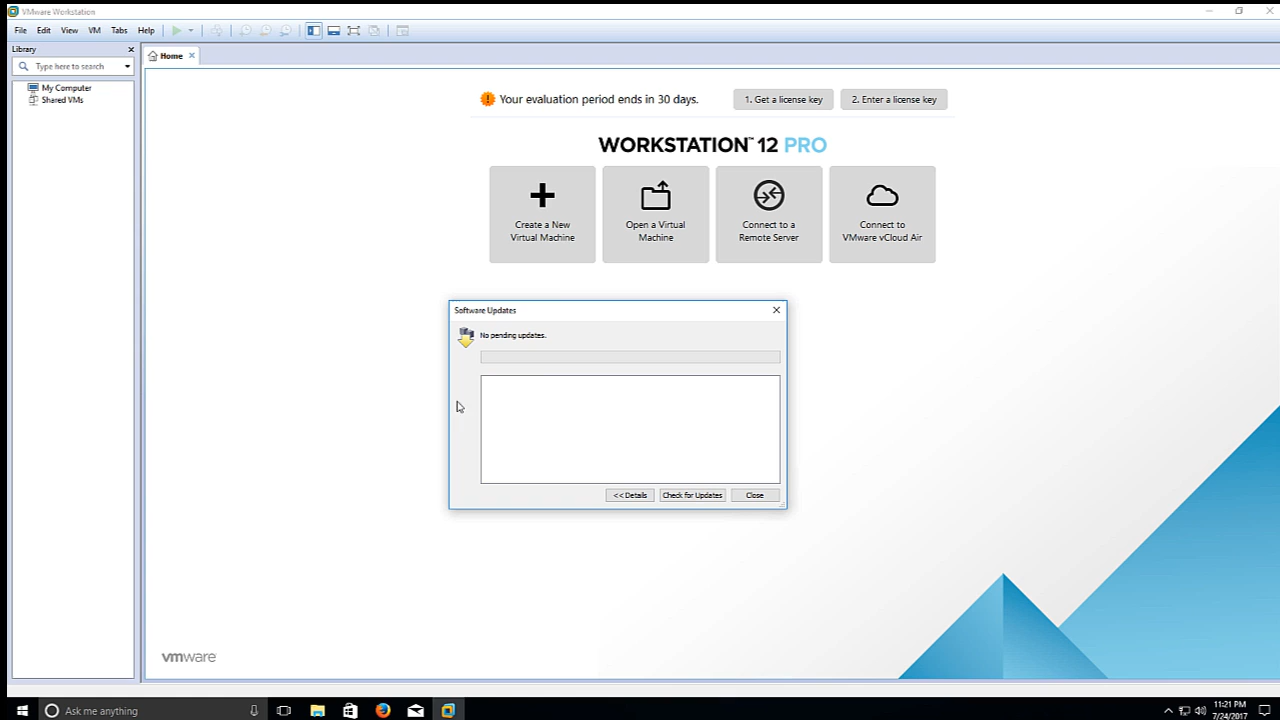 VMware Workstation
File Edit View VM Tabs Help
Library
Type here to search
My Computer
Shared VMs
Home
Your evaluation period ends in 30 days.
1. Get a license key
2. Enter a license key
WORKSTATION™ 12 PRO
Create a New
Virtual Machine
Open a Virtual
Machine
Connect to a
Remote Server
Connect to
VMware vCloud Air
Software Updates
No pending updates.
<< Details
Check for Updates
Close
vmware
Ask me anything
11:21 PM
7/24/2017